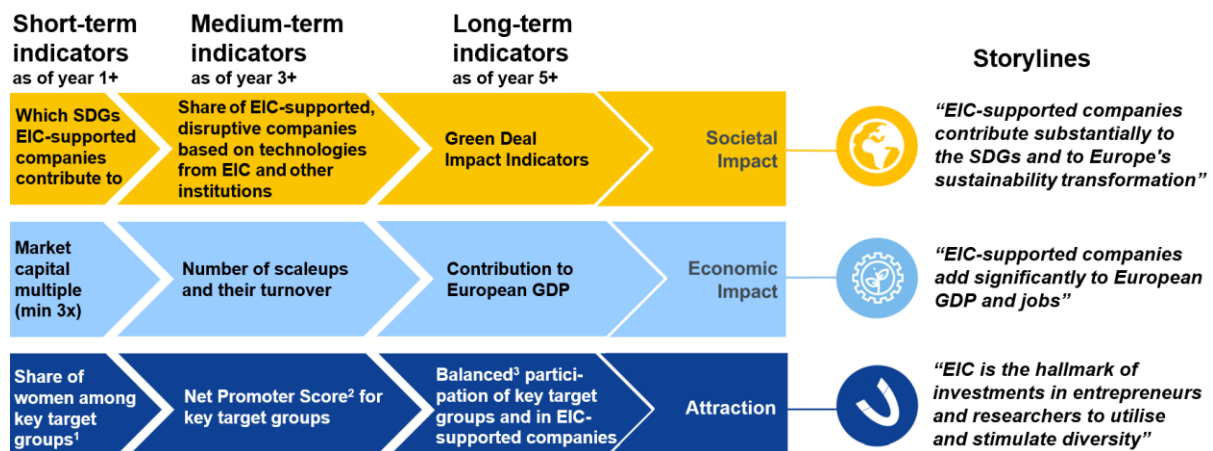 Short-term
indicators
as of year 1+
Medium-term
indicators
as of year 3+
Long-term
indicators
as of year 5+
Storylines
Which SDGs
EIC-supported
companies
contribute to
Share of EIC-supported,
disruptive companies
based on technologies
from EIC and other
institutions
Green Deal
Impact Indicators
Societal
Impact
“EIC-supported companies
contribute substantially to
the SDGs and to Europe's
sustainability transformation”
Market
capital
multiple
(min 3x)
Number of scaleups
and their turnover
Contribution to
European GDP
Economic
Impact
“EIC-supported companies
add significantly to European
GDP and jobs”
Share of
women among
key target
groups¹
Net Promoter Score² for
key target groups
Balanced³ partici-
pation of key target
groups and in EIC-
supported companies
Attraction
“EIC is the hallmark of
investments in entrepreneurs
and researchers to utilise
and stimulate diversity”